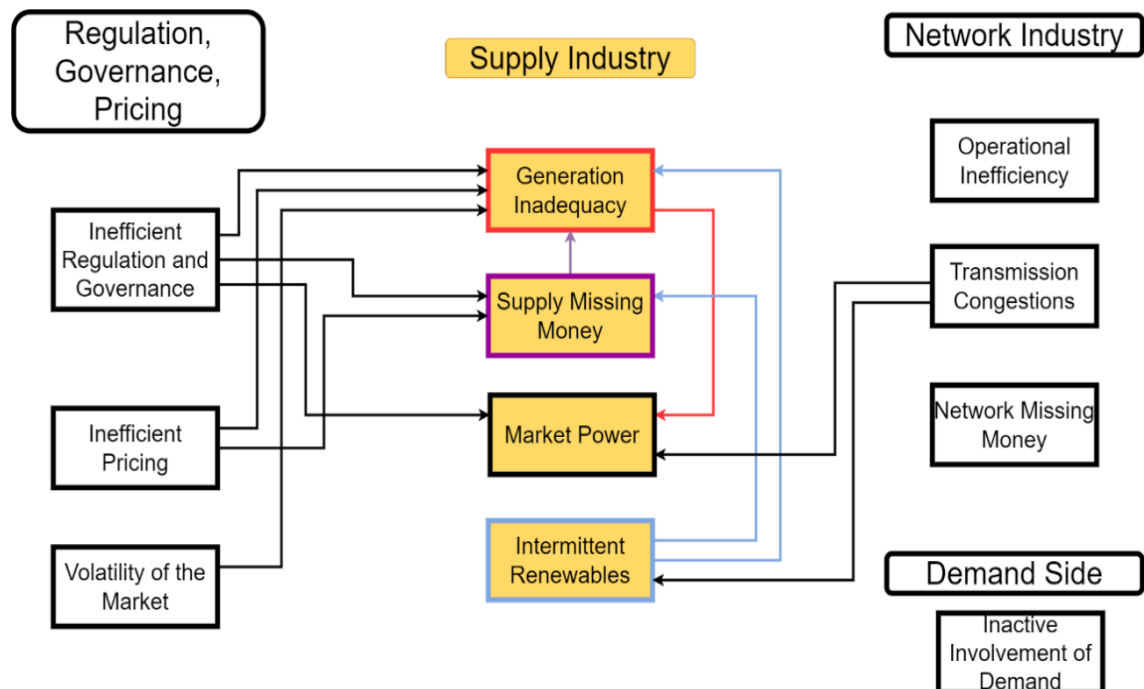 Regulation,
Governance,
Pricing
Supply Industry
Network Industry
Generation
Inadequacy
Operational
Inefficiency
Inefficient
Regulation and
Governance
Supply Missing
Money
Transmission
Congestions
Inefficient
Pricing
Market Power
Network Missing
Money
Volatility of the
Market
Intermittent
Renewables
Demand Side
Inactive
Involvement of
Demand